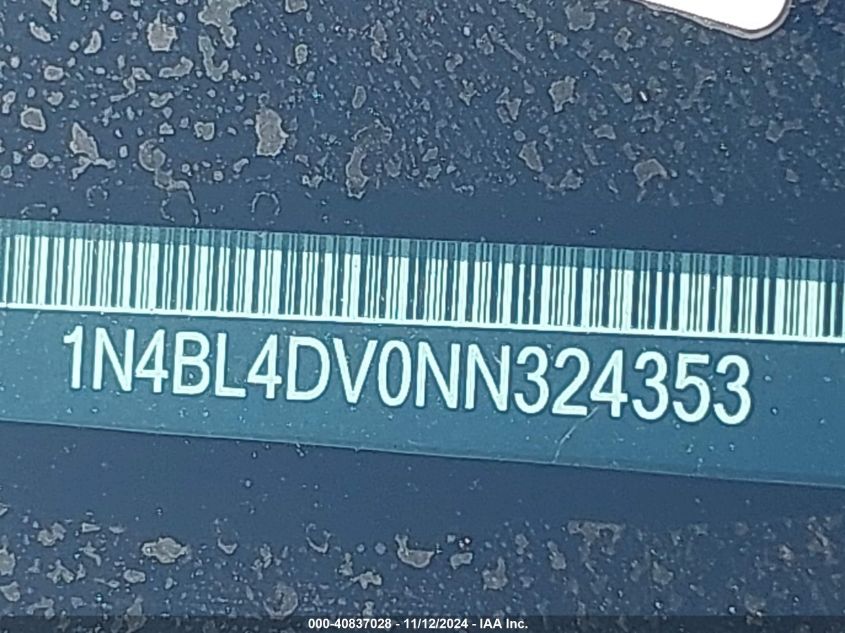 1N4BL4DV0NN324353
000-40837028 - 11/12/2024 - IAA Inc.